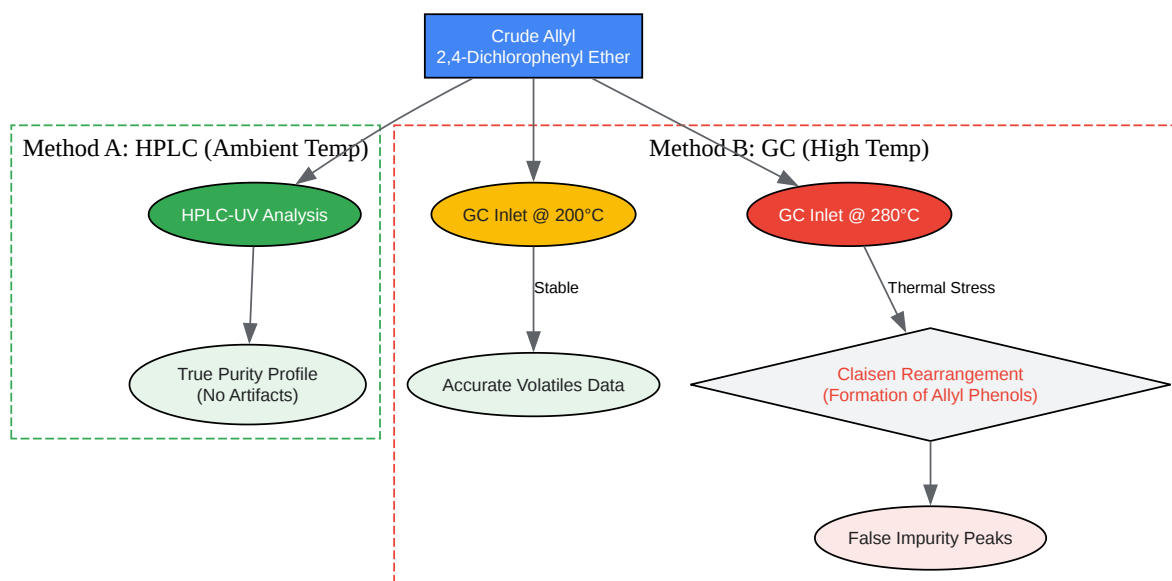 Crude Allyl
2,4-Dichlorophenyl Ether
Method A: HPLC (Ambient Temp)
Method B: GC (High Temp)
HPLC-UV Analysis
GC Inlet @ 200°C
GC Inlet @ 280°C
Stable
Thermal Stress
True Purity Profile
(No Artifacts)
Accurate Volatiles Data
Claisen Rearrangement
(Formation of Allyl Phenols)
False Impurity Peaks